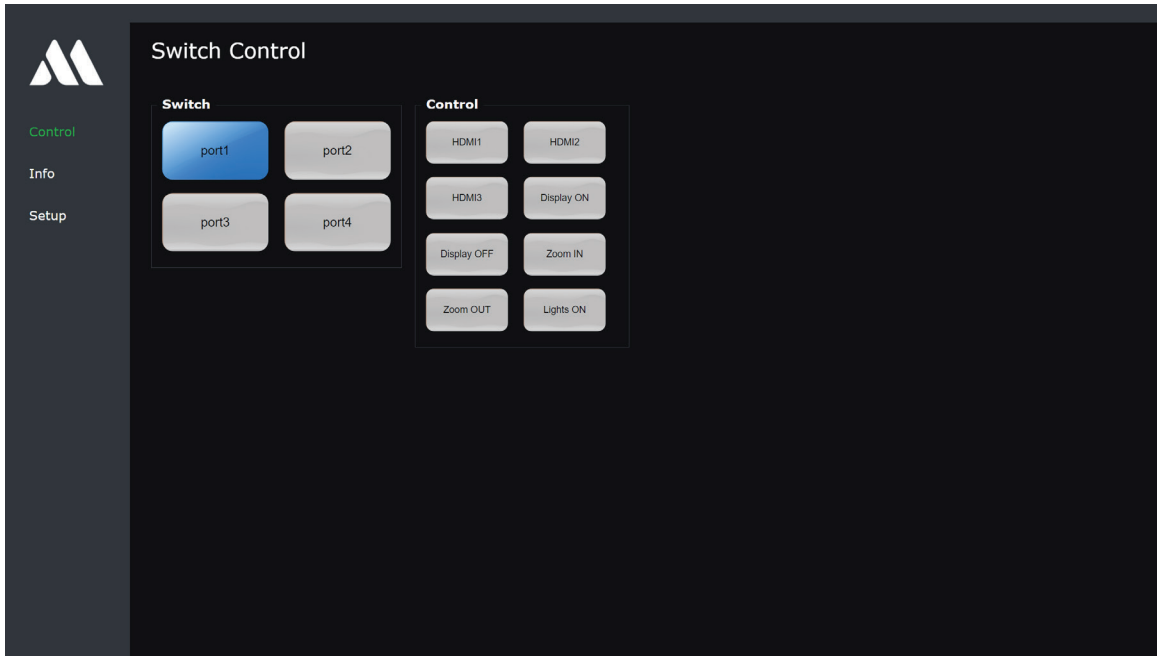 Switch Control
Control
Info
Setup
Switch
port1 port2
port3 port4
Control
HDMI1 HDMI2
HDMI3 Display ON
Display OFF Zoom IN
Zoom OUT Lights ON